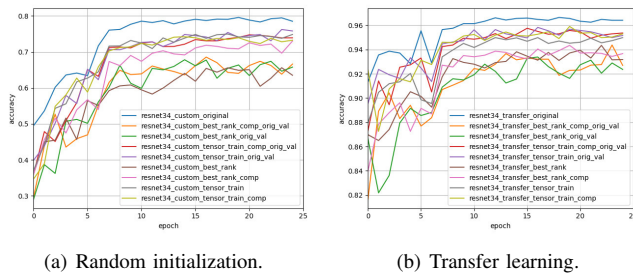 0.8
0.7
0.6
0.5
0.4
0.3
accuracy
0
5
10
15
20
25
epoch
resnet34_custom_original
resnet34_custom_best_rank_comp_orig_val
resnet34_custom_best_rank_orig_val
resnet34_custom_tensor_train_comp_orig_val
resnet34_custom_tensor_train_orig_val
resnet34_custom_best_rank
resnet34_custom_best_rank_comp
resnet34_custom_tensor_train
resnet34_custom_tensor_train_comp
(a) Random initialization.
0.96
0.94
0.92
0.90
0.88
0.86
0.84
0.82
accuracy
0
5
10
15
20
25
epoch
resnet34_transfer_original
resnet34_transfer_best_rank_comp_orig_val
resnet34_transfer_best_rank_orig_val
resnet34_transfer_tensor_train_comp_orig_val
resnet34_transfer_tensor_train_orig_val
resnet34_transfer_best_rank
resnet34_transfer_best_rank_comp
resnet34_transfer_tensor_train
resnet34_transfer_tensor_train_comp
(b) Transfer learning.